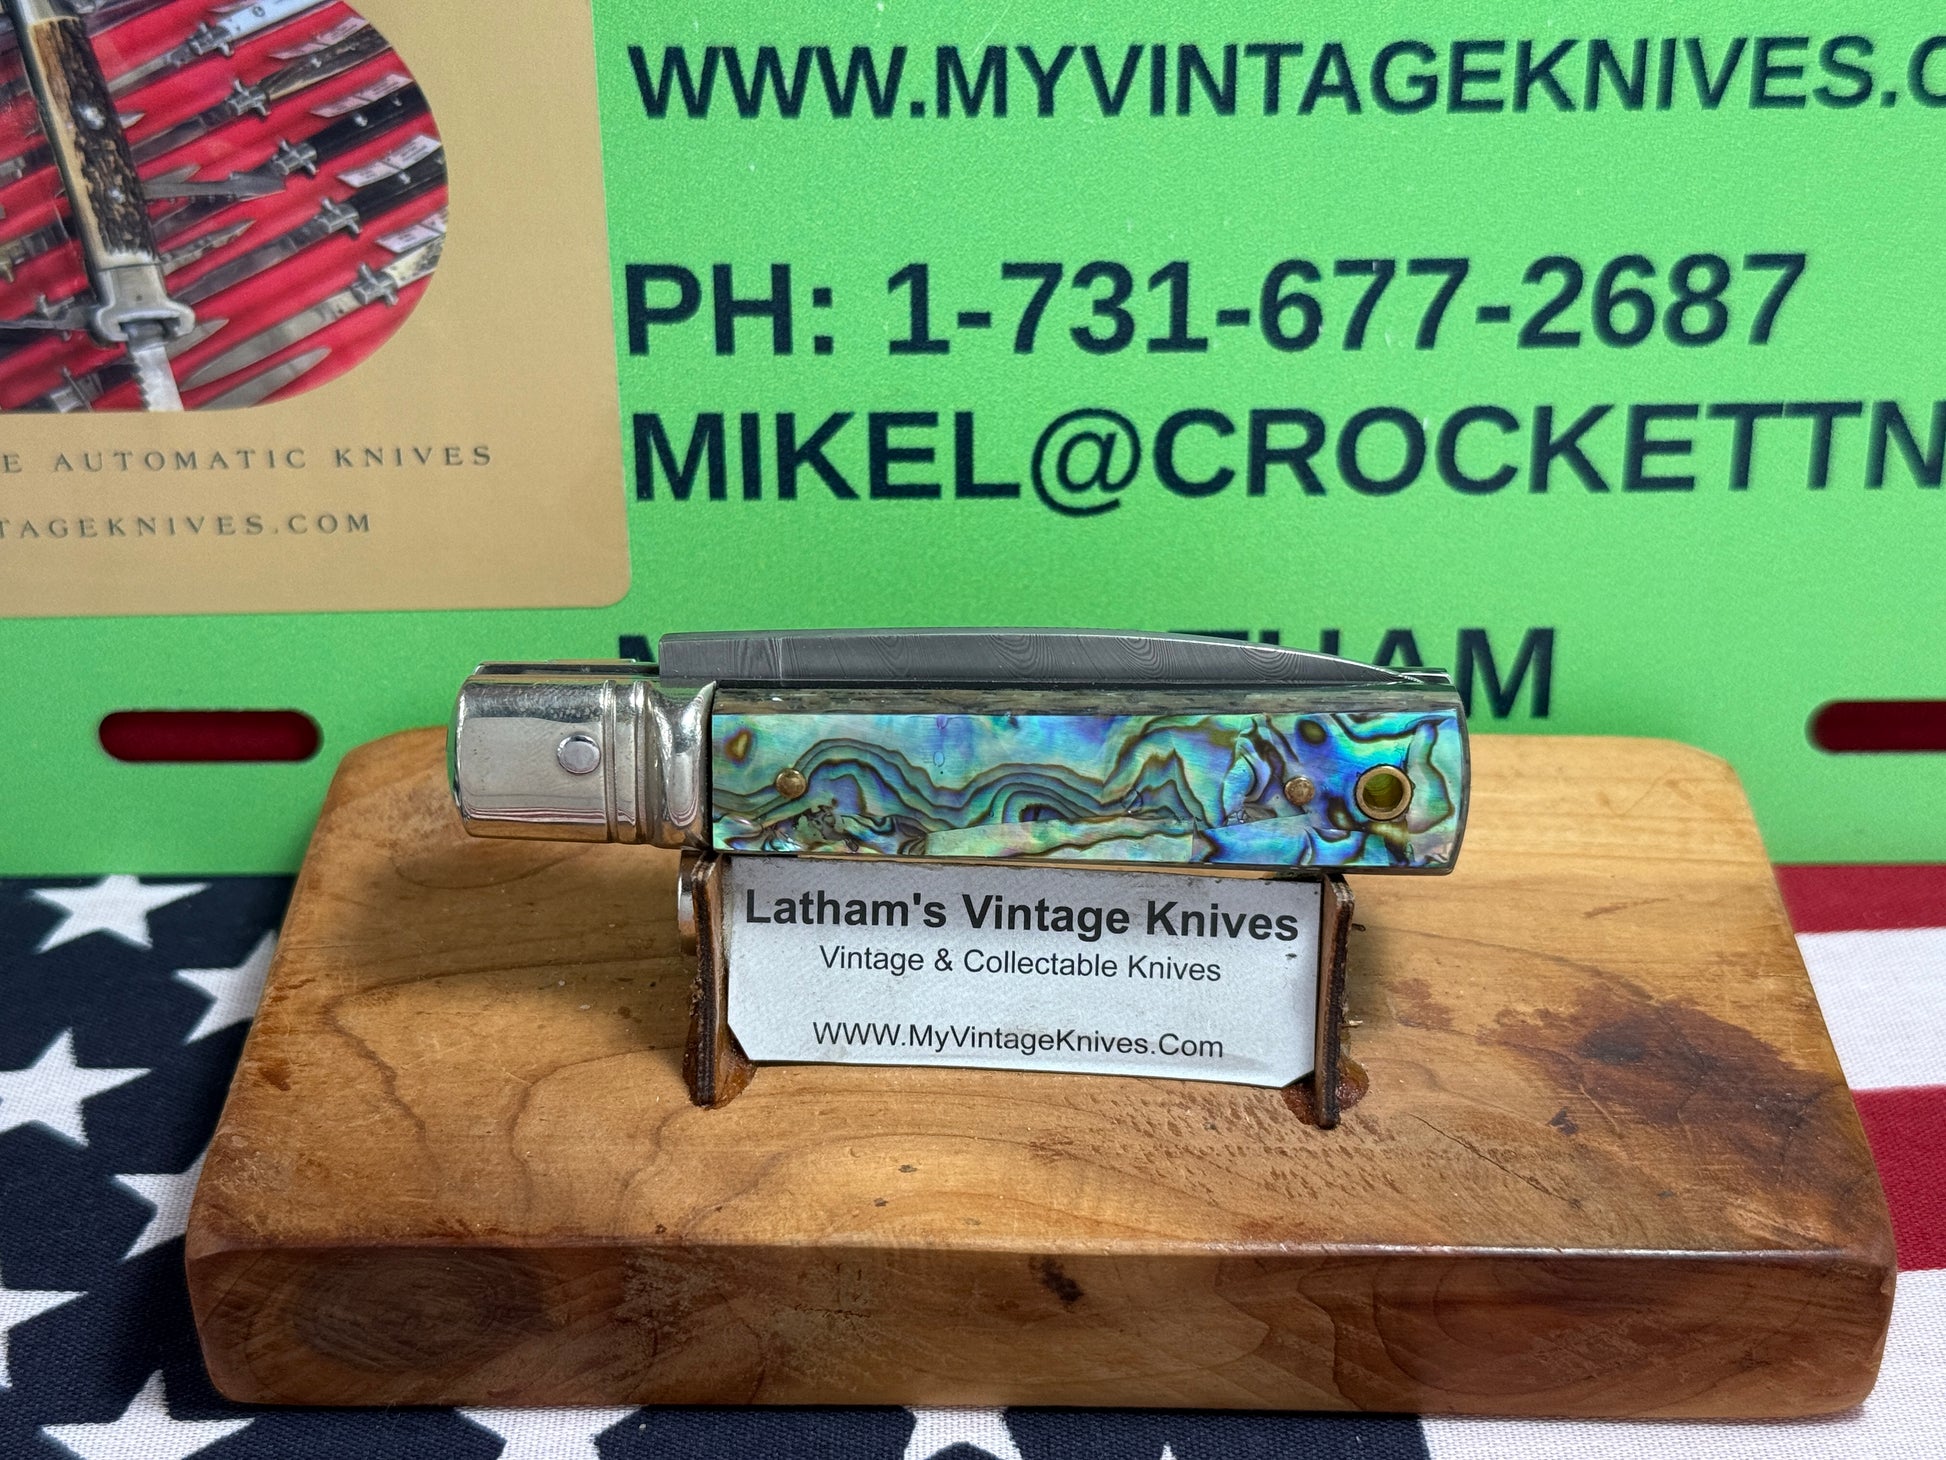 WWW.MYVINTAGEKNIVES.C
PH: 1-731-677-2687
MIKEL@CROCKETTN
E AUTOMATIC KNIVES
TAGEKNIVES.COM
Latham's Vintage Knives
Vintage & Collectable Knives
WWW.MyVintageKnives.Com